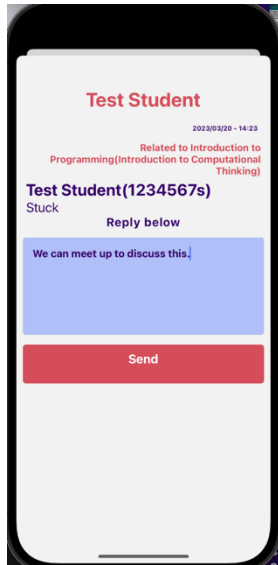 Test Student
2023/03/20 - 14:23
Related to Introduction to
Programming(Introduction to Computational
Thinking)
Test Student(1234567s)
Stuck
Reply below
We can meet up to discuss this.
Send